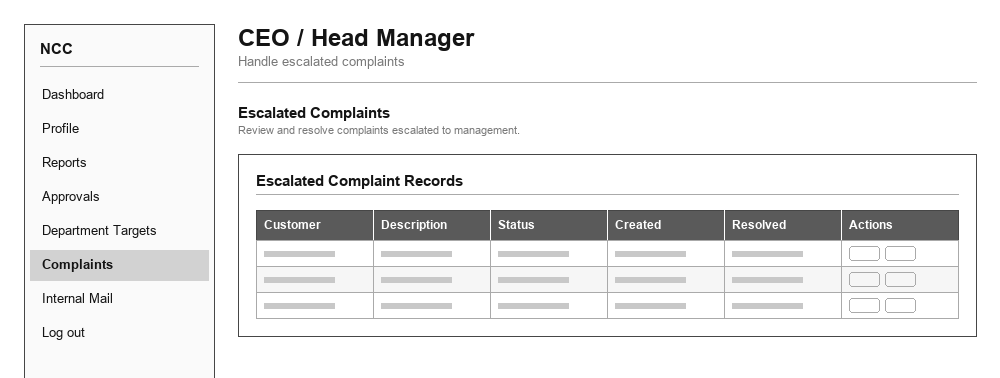 NCC
Dashboard
Profile
Reports
Approvals
Department Targets
Complaints
Internal Mail
Log out
CEO / Head Manager
Handle escalated complaints
Escalated Complaints
Review and resolve complaints escalated to management.
Escalated Complaint Records
Customer Description Status Created Resolved Actions